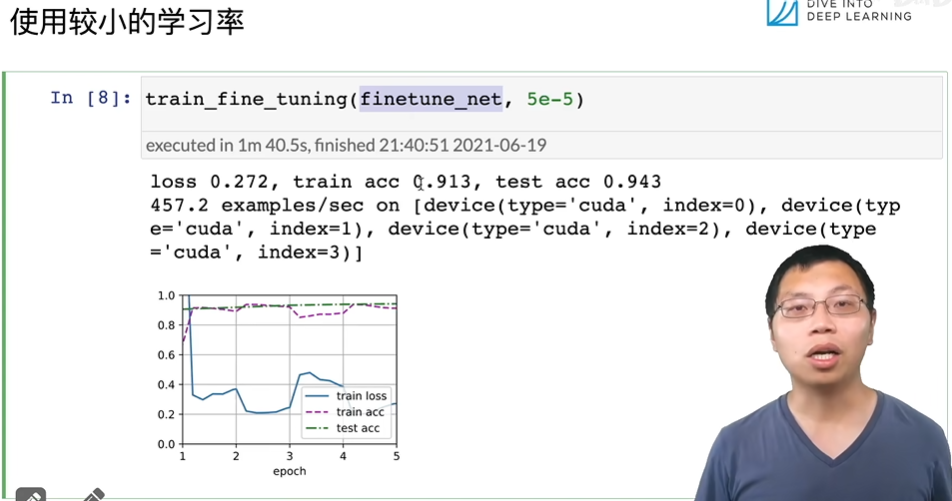 使用较小的学习率
DIVE INTO
DEEP LEARNING
In [8]: train_fine_tuning(finetune_net, 5e-5)
executed in 1m 40.5s, finished 21:40:51 2021-06-19
loss 0.272, train acc 0.913, test acc 0.943
457.2 examples/sec on [device(type='cuda', index=0), device(typ
e='cuda', index=1), device(type='cuda', index=2), device(type
='cuda', index=3)]
1.0
0.8
0.6
0.4
0.2
0.0
train loss
train acc
test acc
1 2 3 4 5
epoch